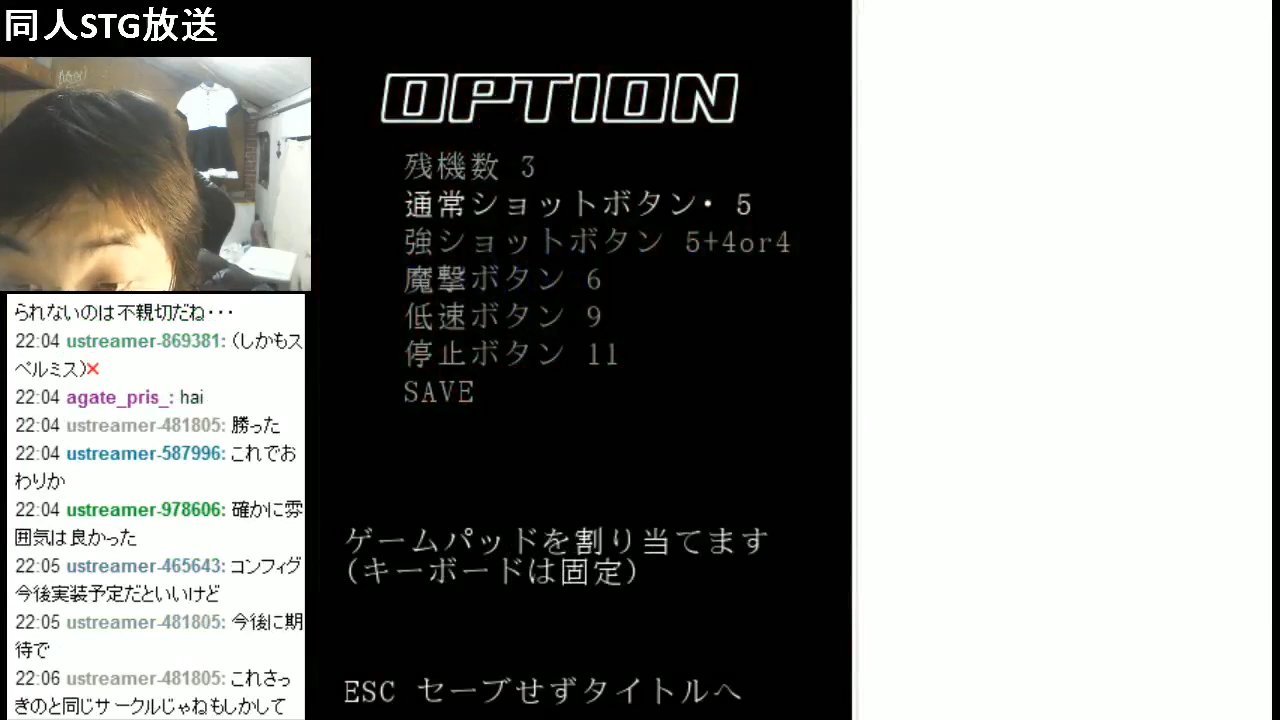 同人STG放送
OPTION
残機数 3
通常ショットボタン・ 5
強ショットボタン 5+4or4
魔撃ボタン 6
低速ボタン 9
停止ボタン 11
SAVE
ゲームパッドを割り当てます
(キーボードは固定)
ESC セーブせずタイトルへ
られないのは不親切だね・・・
22:04 ustreamer-869381: (しかもス
ペルミス)×
22:04 agate_pris_: hai
22:04 ustreamer-481805: 勝った
22:04 ustreamer-587996: これでお
わりか
22:04 ustreamer-978606: 確かに雰
囲気は良かった
22:05 ustreamer-465643: コンフィグ
今後実装予定だといいけど
22:05 ustreamer-481805: 今後に期
待で
22:06 ustreamer-481805: これさっ
きのと同じサークルじゃねもしかして